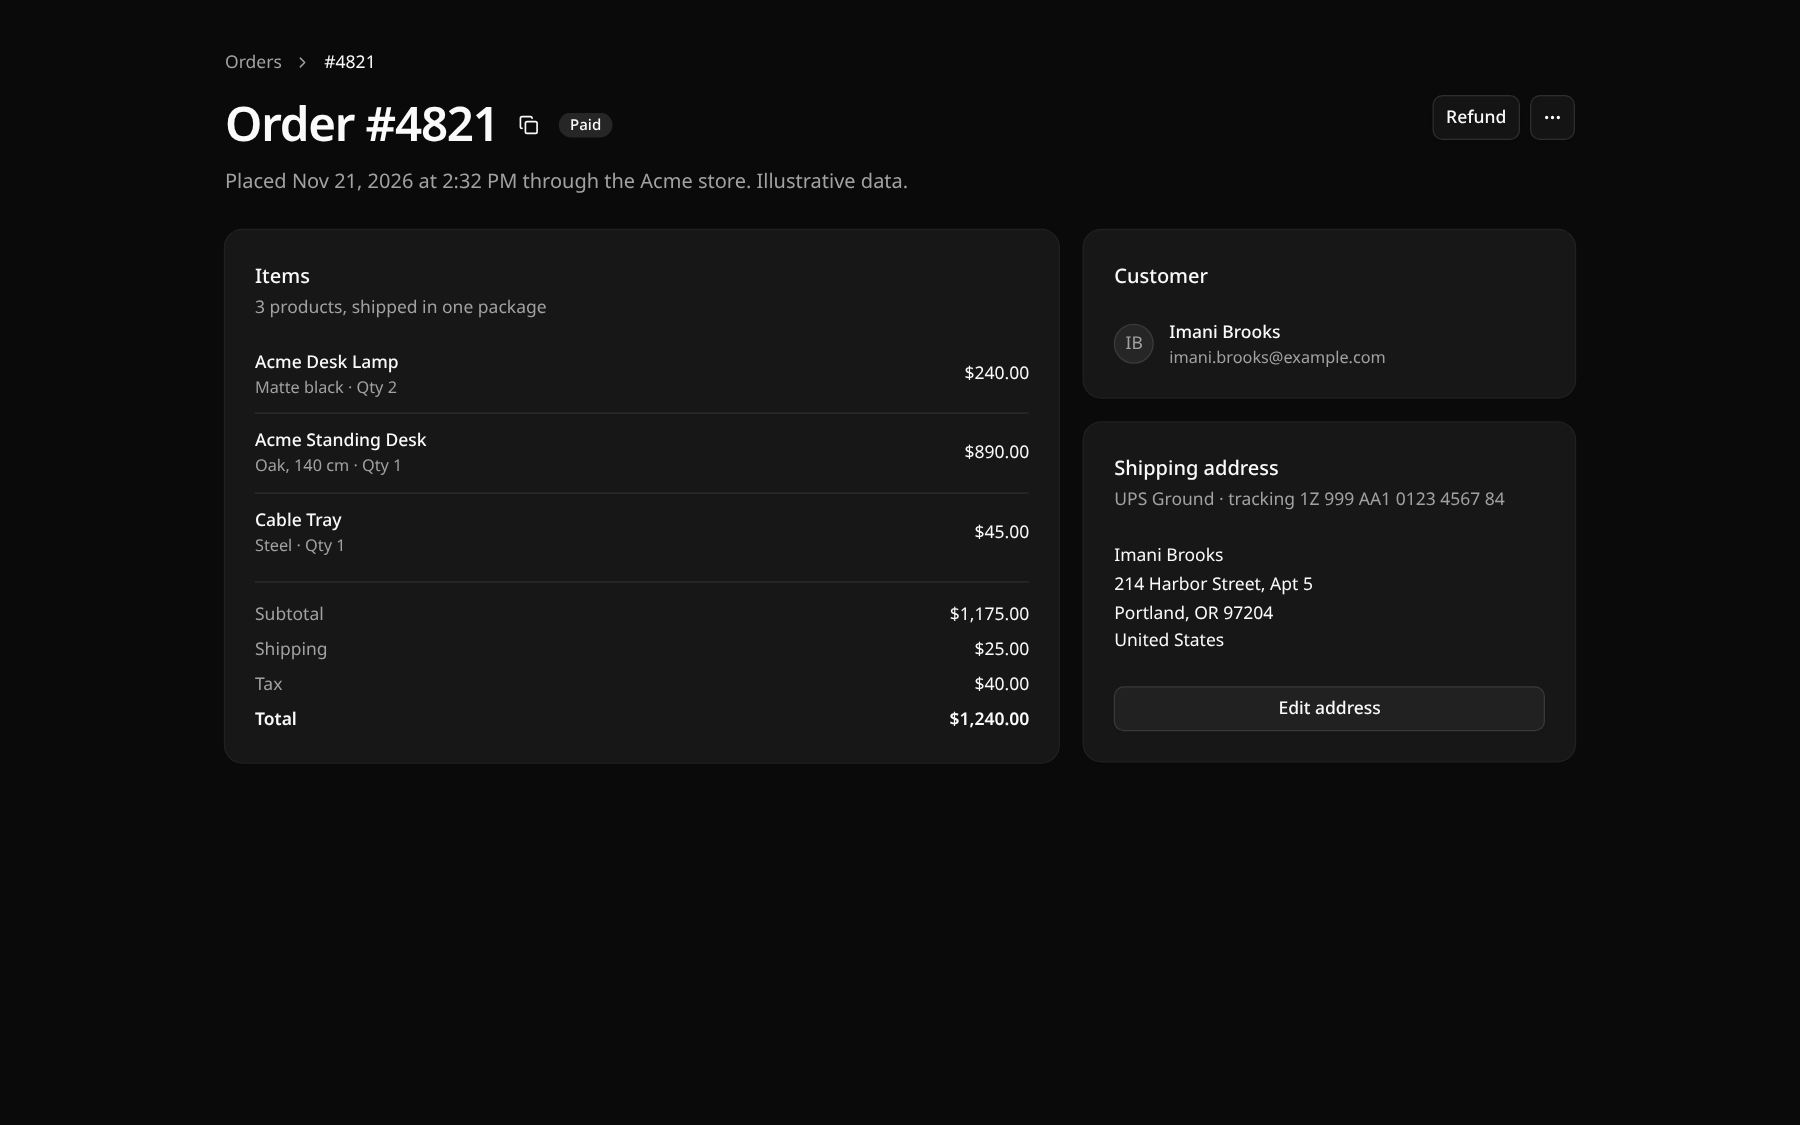 Orders > #4821
Order #4821 Paid
Refund ...
Placed Nov 21, 2026 at 2:32 PM through the Acme store. Illustrative data.
Items
3 products, shipped in one package
Acme Desk Lamp
Matte black · Qty 2
$240.00
Acme Standing Desk
Oak, 140 cm · Qty 1
$890.00
Cable Tray
Steel · Qty 1
$45.00
Subtotal $1,175.00
Shipping $25.00
Tax $40.00
Total $1,240.00
Customer
IB
Imani Brooks
imani.brooks@example.com
Shipping address
UPS Ground · tracking 1Z 999 AA1 0123 4567 84
Imani Brooks
214 Harbor Street, Apt 5
Portland, OR 97204
United States
Edit address